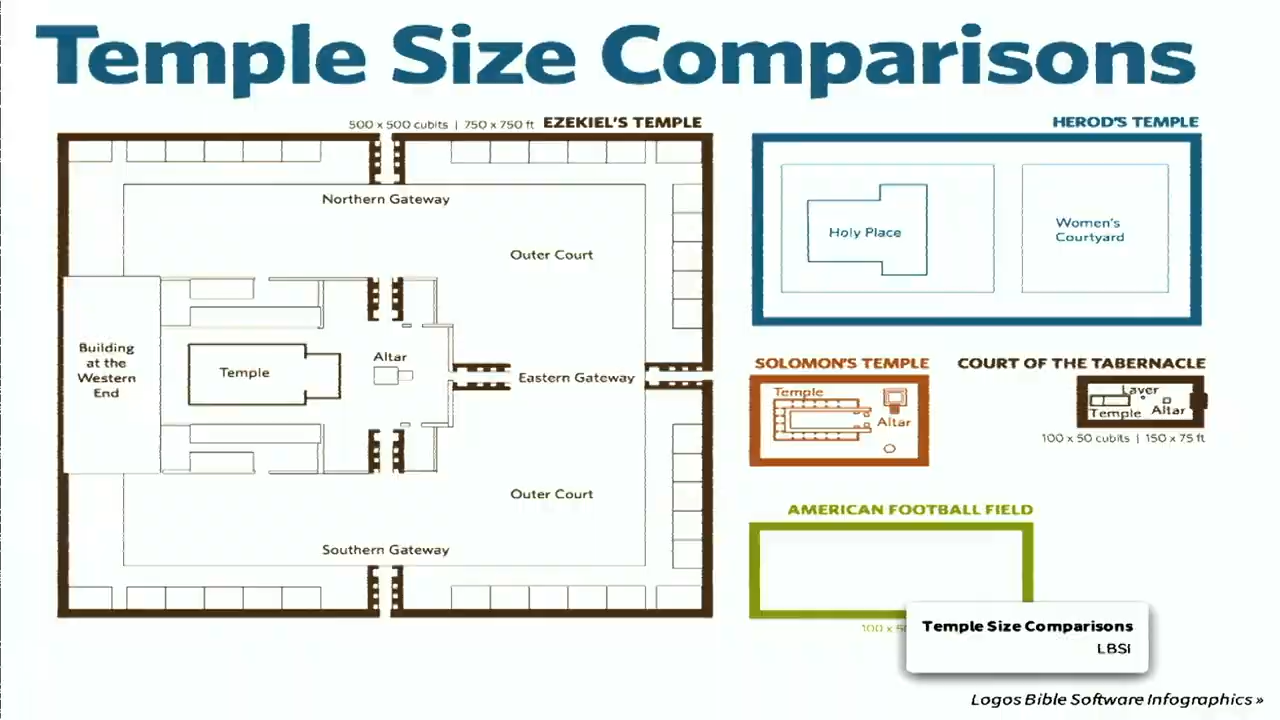 Temple Size Comparisons
500 x 500 cubits | 750 x 750 ft EZEKIEL'S TEMPLE
Northern Gateway
Outer Court
Building
at the
Western
End
Temple
Altar
Eastern Gateway
Outer Court
Southern Gateway
HEROD'S TEMPLE
Holy Place
Women's
Courtyard
SOLOMON'S TEMPLE
Temple
Altar
COURT OF THE TABERNACLE
Laver
Temple
Altar
100 x 50 cubits | 150 x 75 ft
AMERICAN FOOTBALL FIELD
100 x
Temple Size Comparisons
LBSI
Logos Bible Software Infographics »